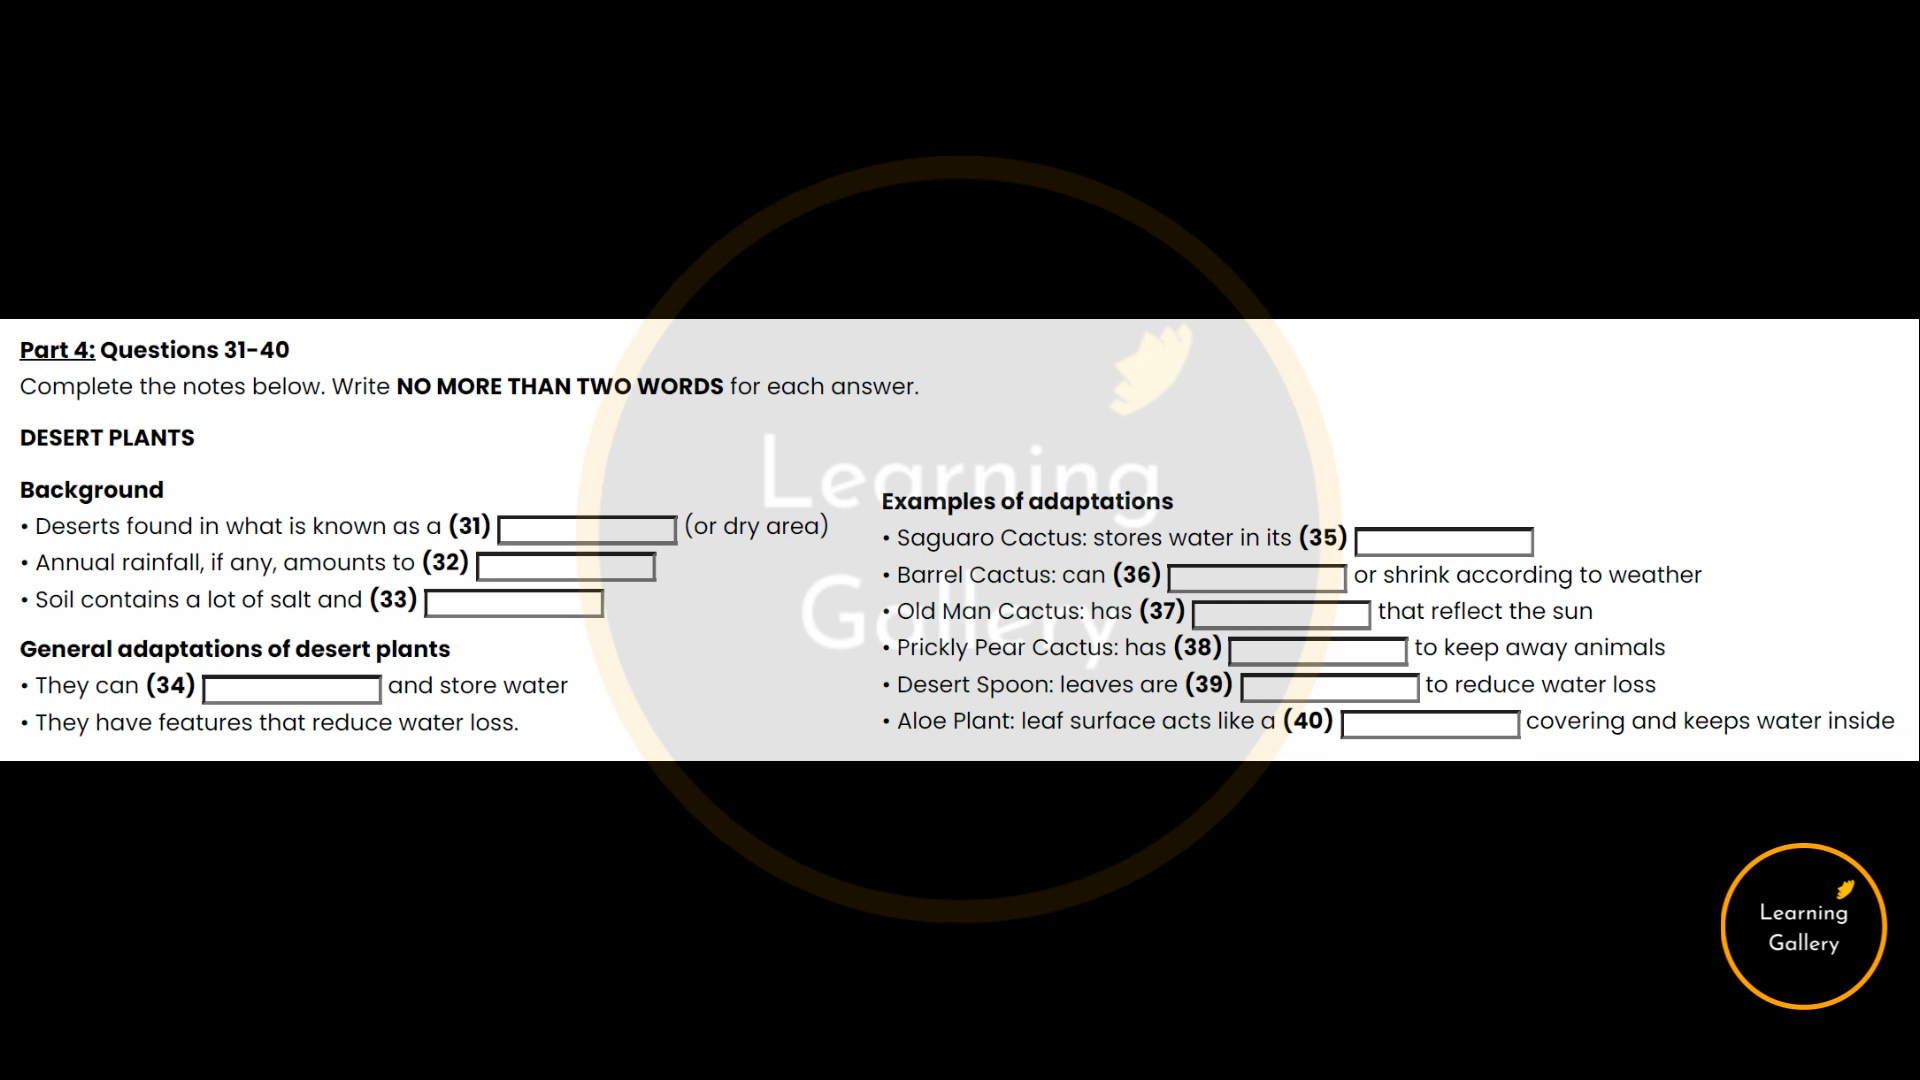 Part 4: Questions 31-40
Complete the notes below. Write NO MORE THAN TWO WORDS for each answer.
DESERT PLANTS
Background
• Deserts found in what is known as a (31) (or dry area)
• Annual rainfall, if any, amounts to (32)
• Soil contains a lot of salt and (33)
General adaptations of desert plants
• They can (34) and store water
• They have features that reduce water loss.
Examples of adaptations
• Saguaro Cactus: stores water in its (35)
• Barrel Cactus: can (36) or shrink according to weather
• Old Man Cactus: has (37) that reflect the sun
• Prickly Pear Cactus: has (38) to keep away animals
• Desert Spoon: leaves are (39) to reduce water loss
• Aloe Plant: leaf surface acts like a (40) covering and keeps water inside
Learning
Gallery
Learning
Gallery